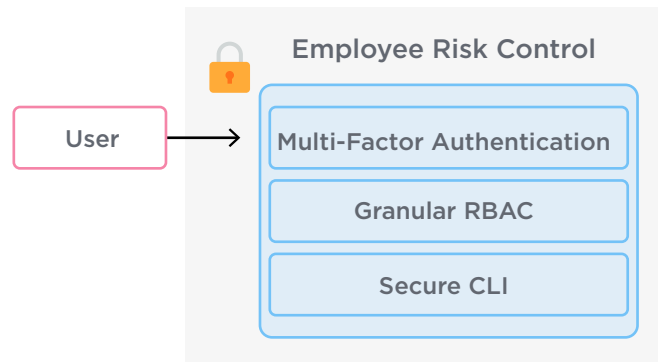 Employee Risk Control
User
Multi-Factor Authentication
Granular RBAC
Secure CLI